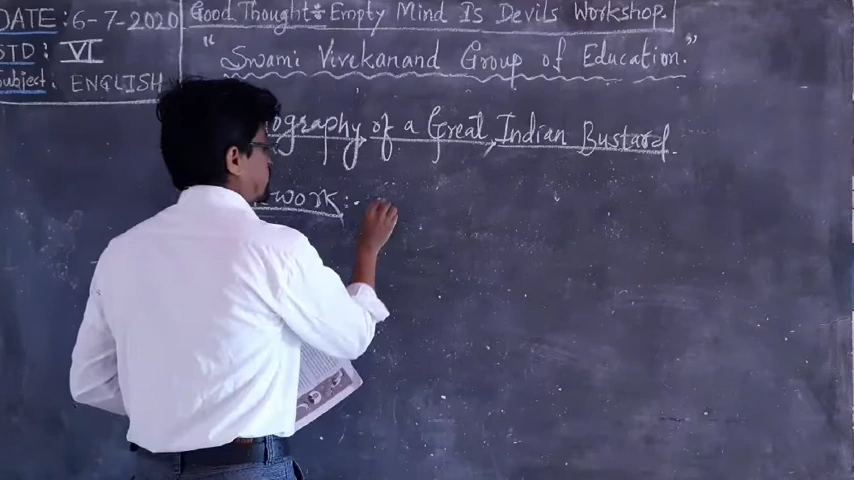 DATE: 6-7-2020
Good Thought:- Empty Mind Is Devils Workshop.
STD: VI
"Swami Vivekanand Group of Education."
Subject. ENGLISH
ography of a Great Indian Bustard.
work:-